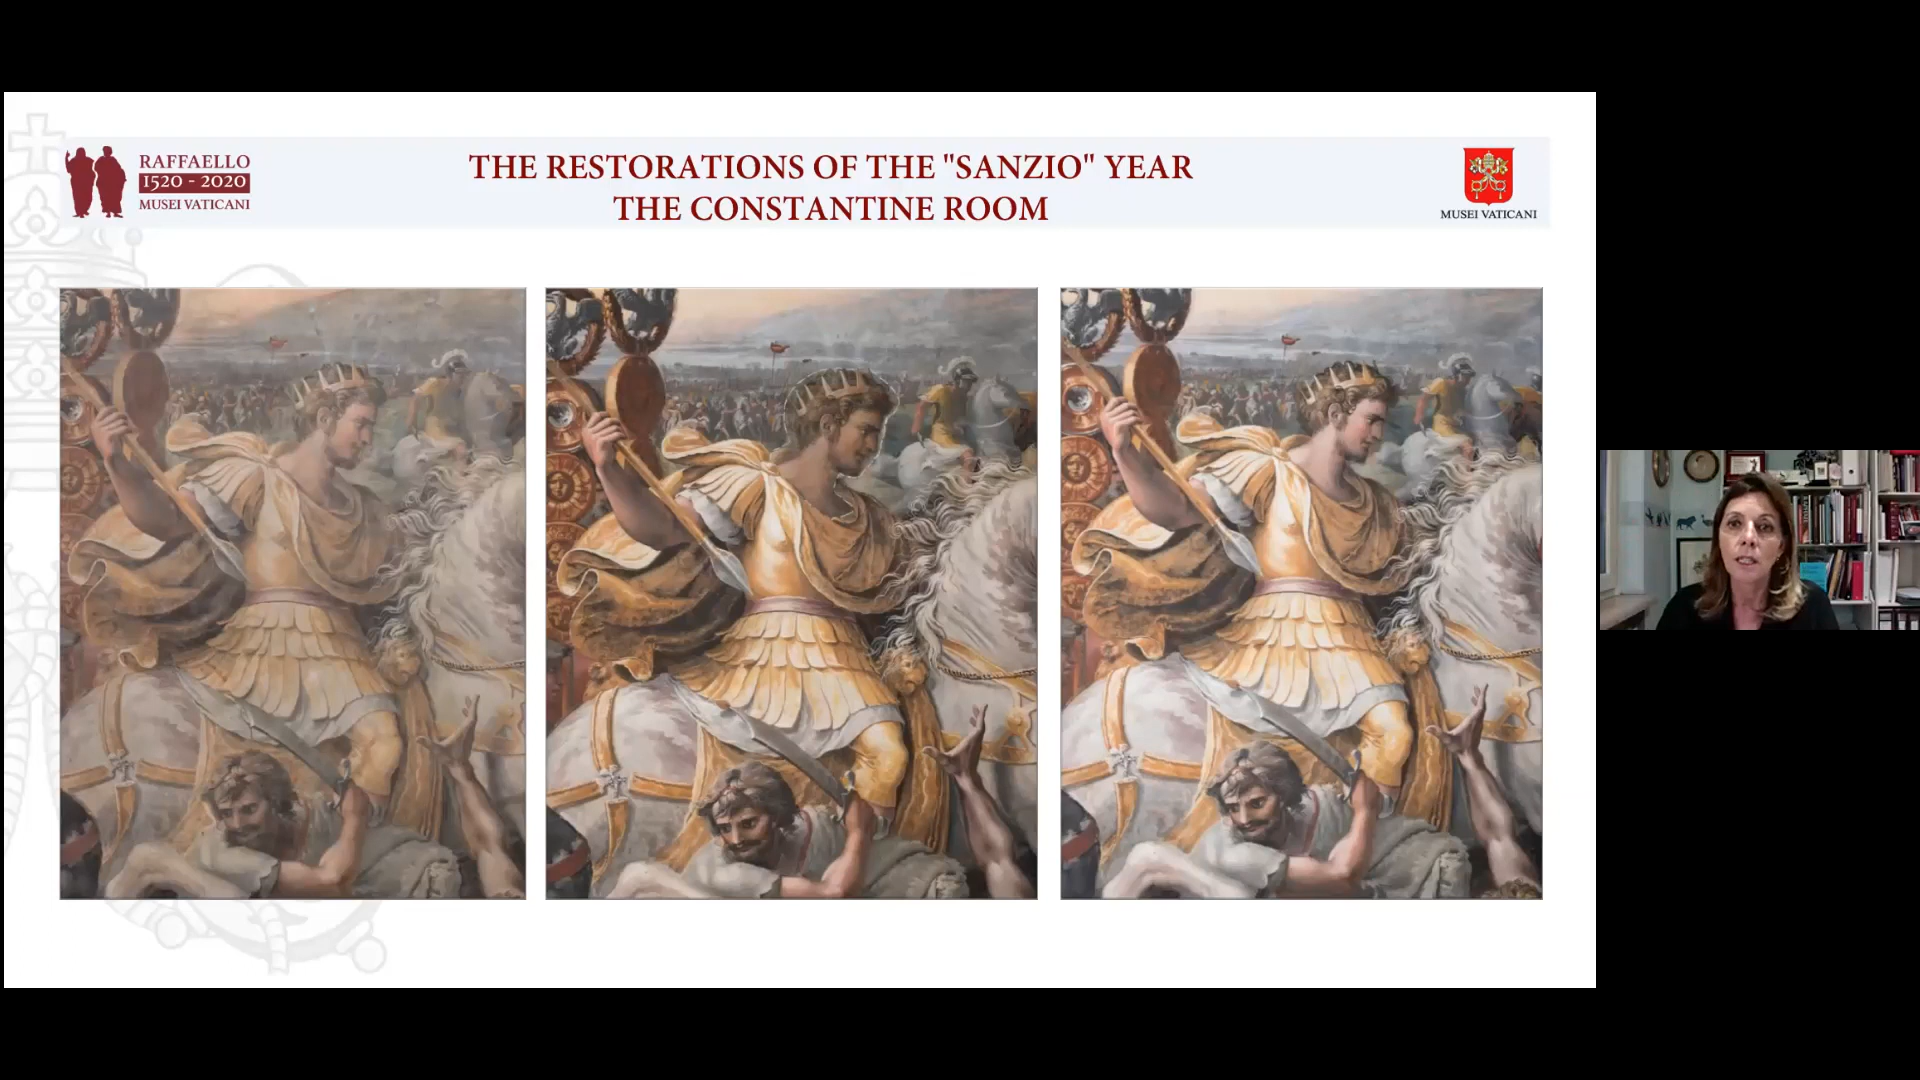 RAFFAELLO
1520 - 2020
MUSEI VATICANI
THE RESTORATIONS OF THE "SANZIO" YEAR
THE CONSTANTINE ROOM
MUSEI VATICANI